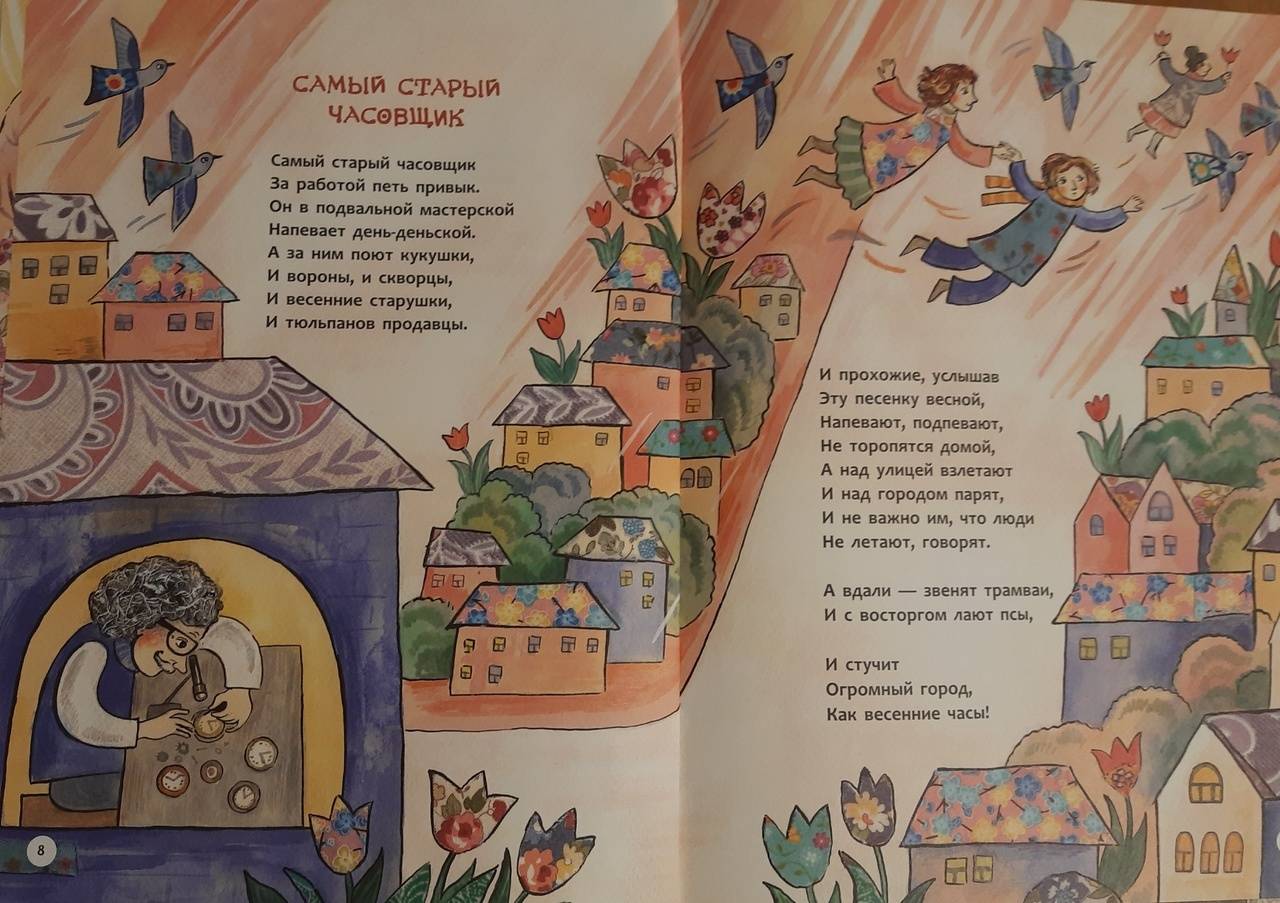 САМЫЙ СТАРЫЙ
ЧАСОВЩИК
Самый старый часовщик
За работой петь привык.
Он в подвальной мастерской
Напевает день-деньской.
А за ним поют кукушки,
И вороны, и скворцы,
И весенние старушки,
И тюльпанов продавцы.
И прохожие, услышав
Эту песенку весной,
Напевают, подпевают,
Не торопятся домой,
А над улицей взлетают
И над городом парят,
И не важно им, что люди
Не летают, говорят.
А вдали — звенят трамваи,
И с восторгом лают псы,
И стучит
Огромный город,
Как весенние часы!
8